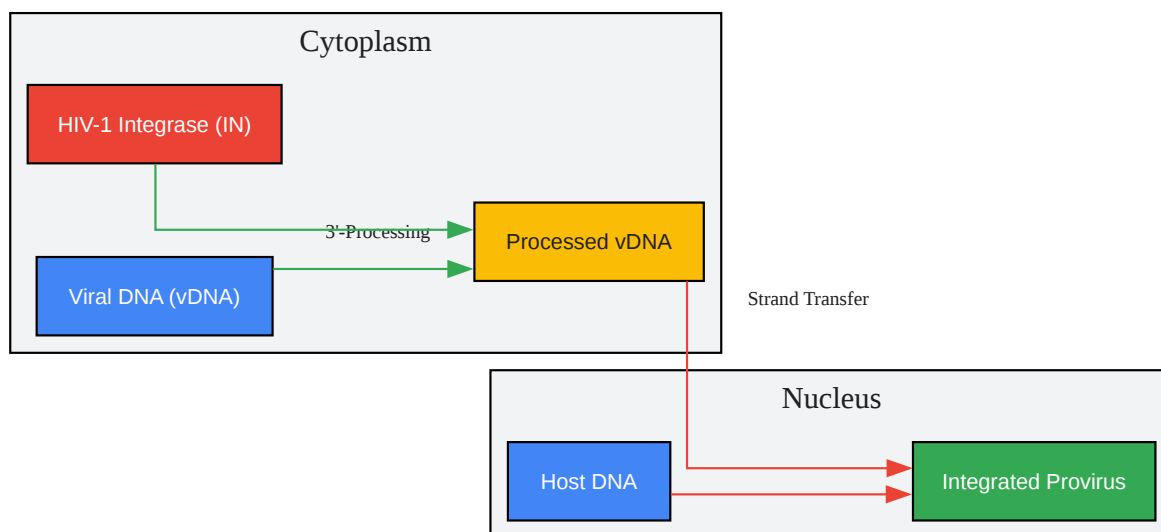 Cytoplasm
HIV-1 Integrase (IN)
3'-Processing
Processed vDNA
Viral DNA (vDNA)
Strand Transfer
Nucleus
Host DNA
Integrated Provirus